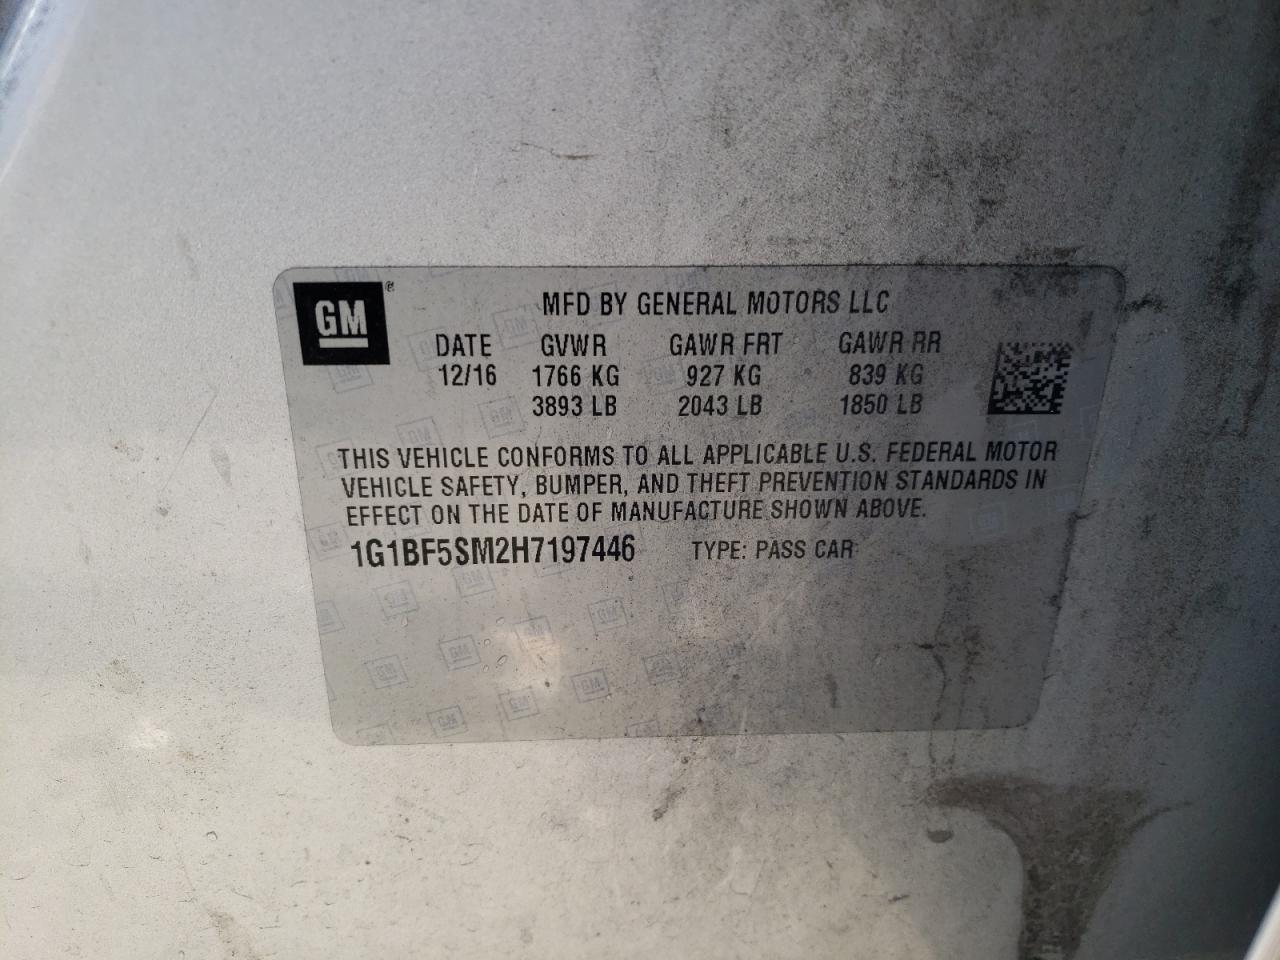 GM
MFD BY GENERAL MOTORS LLC
DATE GVWR GAWR FRT GAWR RR
12/16 1766 KG 927 KG 839 KG
3893 LB 2043 LB 1850 LB
THIS VEHICLE CONFORMS TO ALL APPLICABLE U.S. FEDERAL MOTOR
VEHICLE SAFETY, BUMPER, AND THEFT PREVENTION STANDARDS IN
EFFECT ON THE DATE OF MANUFACTURE SHOWN ABOVE.
1G1BF5SM2H7197446 TYPE: PASS CAR